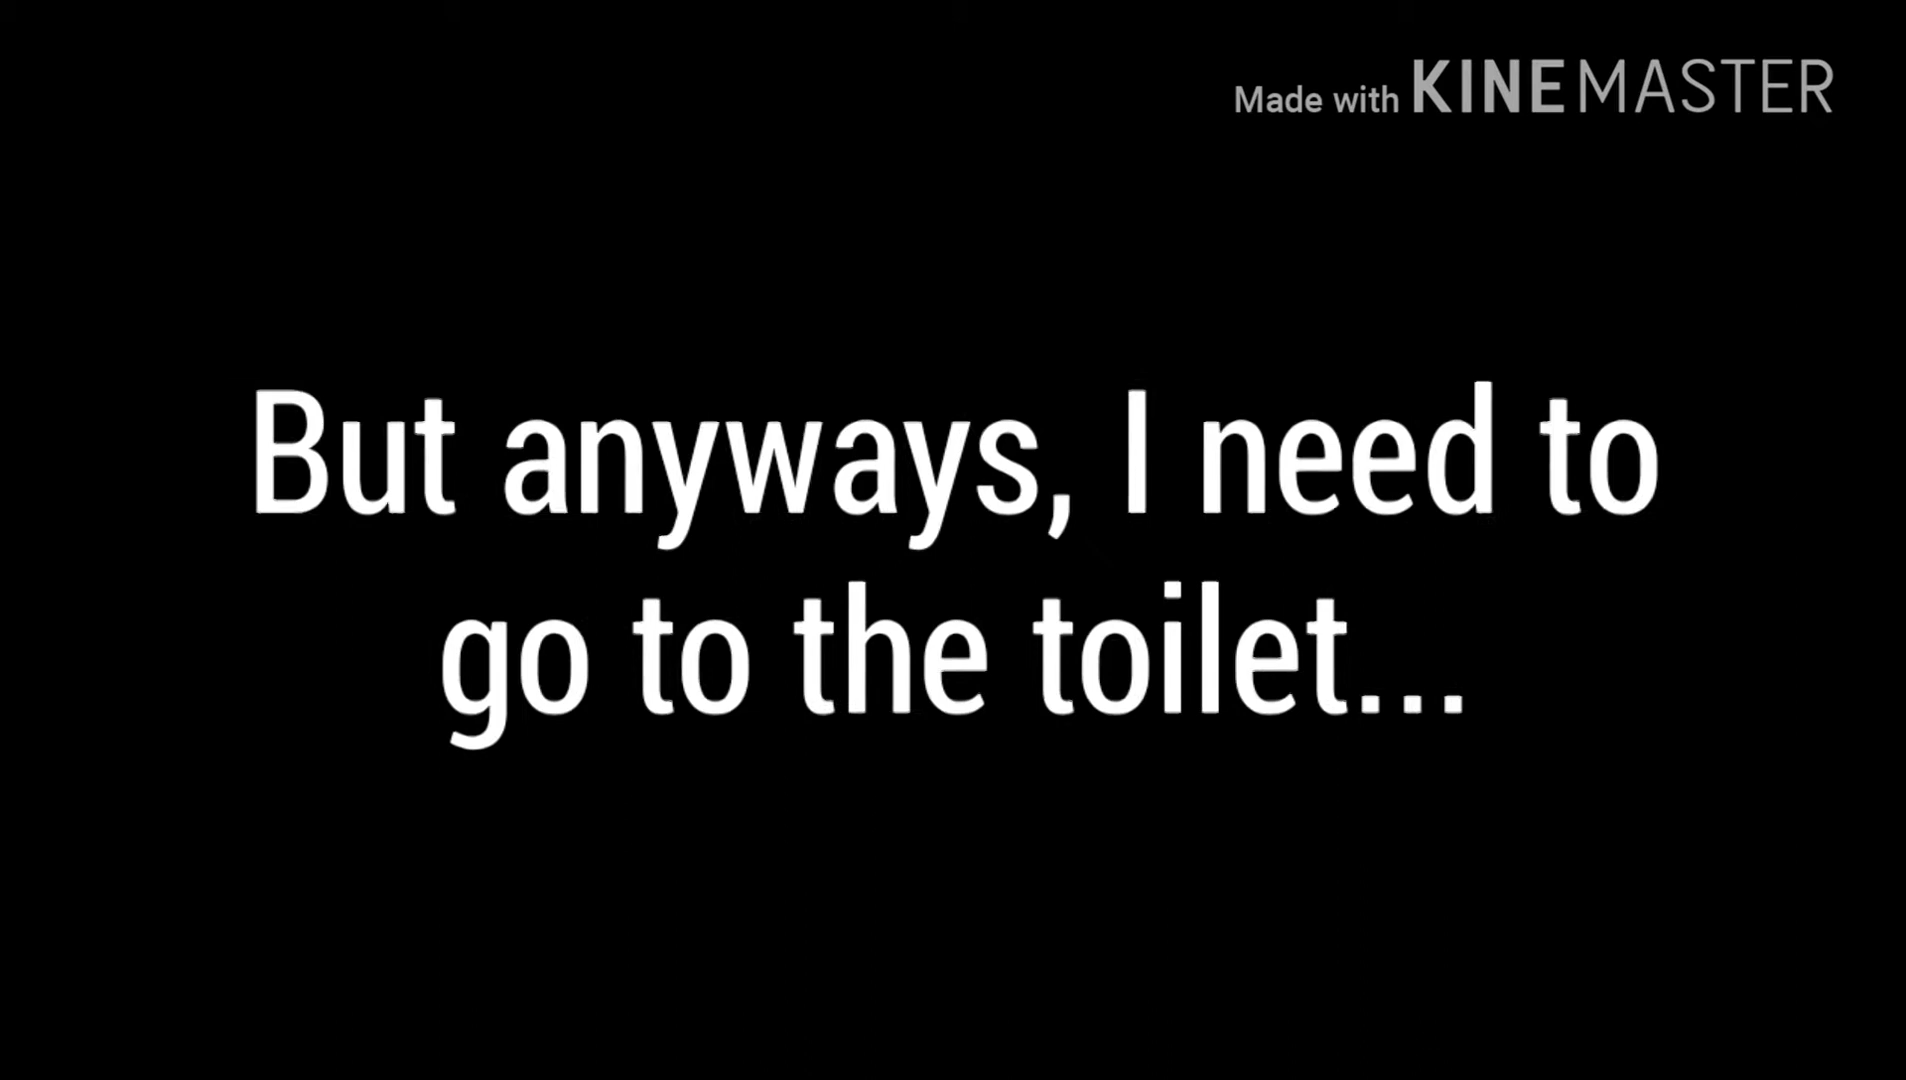 Made with KINEMASTER
But anyways, I need to
go to the toilet...